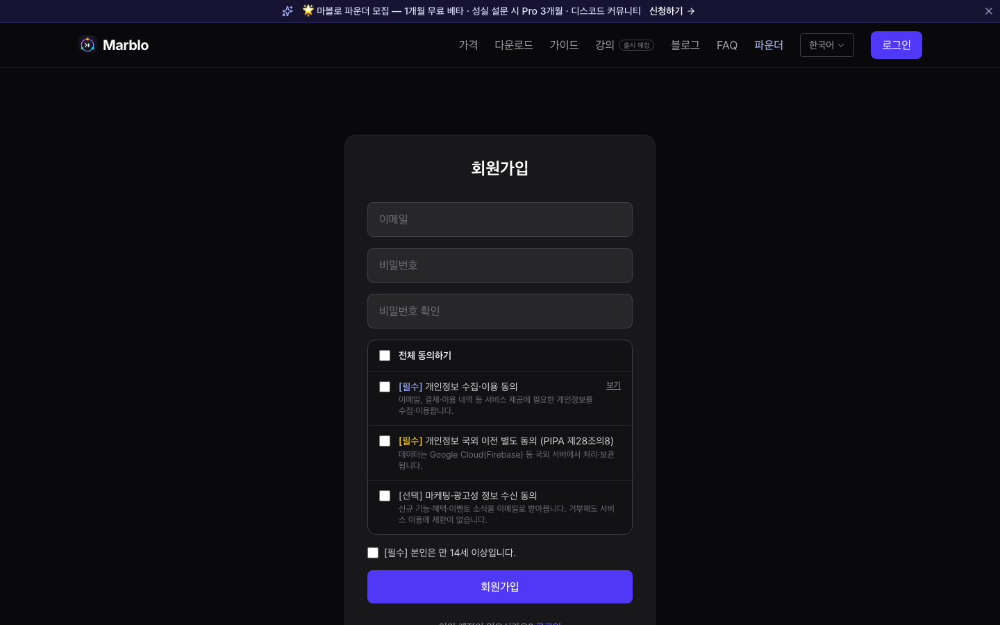 🌟 마블로 파운더 모집 — 1개월 무료 베타 · 성실 설문 시 Pro 3개월 · 디스코드 커뮤니티 신청하기 →
Marblo 가격 다운로드 가이드 강의 출시 예정 블로그 FAQ 파운더 한국어 로그인
회원가입
이메일
비밀번호
비밀번호 확인
전체 동의하기
[필수] 개인정보 수집·이용 동의 보기
이메일, 결제·이용 내역 등 서비스 제공에 필요한 개인정보를
수집·이용합니다.
[필수] 개인정보 국외 이전 별도 동의 (PIPA 제28조의8)
데이터는 Google Cloud(Firebase) 등 국외 서버에서 처리·보관
됩니다.
[선택] 마케팅·광고성 정보 수신 동의
신규 기능·혜택·이벤트 소식을 이메일로 받아봅니다. 거부해도 서비
스 이용에 제한이 없습니다.
[필수] 본인은 만 14세 이상입니다.
회원가입